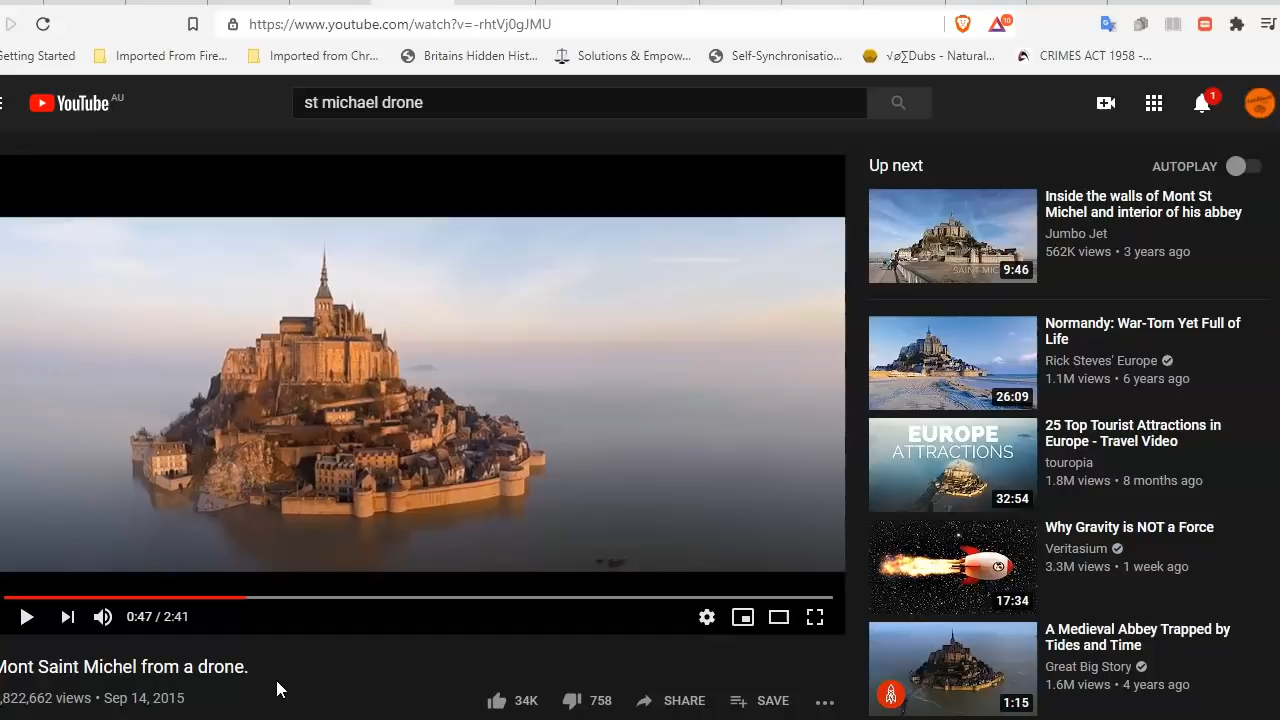 https://www.youtube.com/watch?v=-rhtVj0gJMU
10
etting Started
Imported From Fire...
Imported from Chr...
Britains Hidden Hist...
Solutions & Empow...
Self-Synchronisatio...
√ø∑Dubs - Natural...
CRIMES ACT 1958 -...
YouTube AU
st michael drone
1
Up next
AUTOPLAY
SAINT MIC
9:46
Inside the walls of Mont St
Michel and interior of his abbey
Jumbo Jet
562K views • 3 years ago
26:09
Normandy: War-Torn Yet Full of
Life
Rick Steves' Europe
1.1M views • 6 years ago
EUROPE
ATTRACTIONS
32:54
25 Top Tourist Attractions in
Europe - Travel Video
touropia
1.8M views • 8 months ago
17:34
Why Gravity is NOT a Force
Veritasium
3.3M views • 1 week ago
1:15
A Medieval Abbey Trapped by
Tides and Time
Great Big Story
1.6M views • 4 years ago
0:47 / 2:41
Mont Saint Michel from a drone.
,822,662 views • Sep 14, 2015
34K
758
SHARE
SAVE